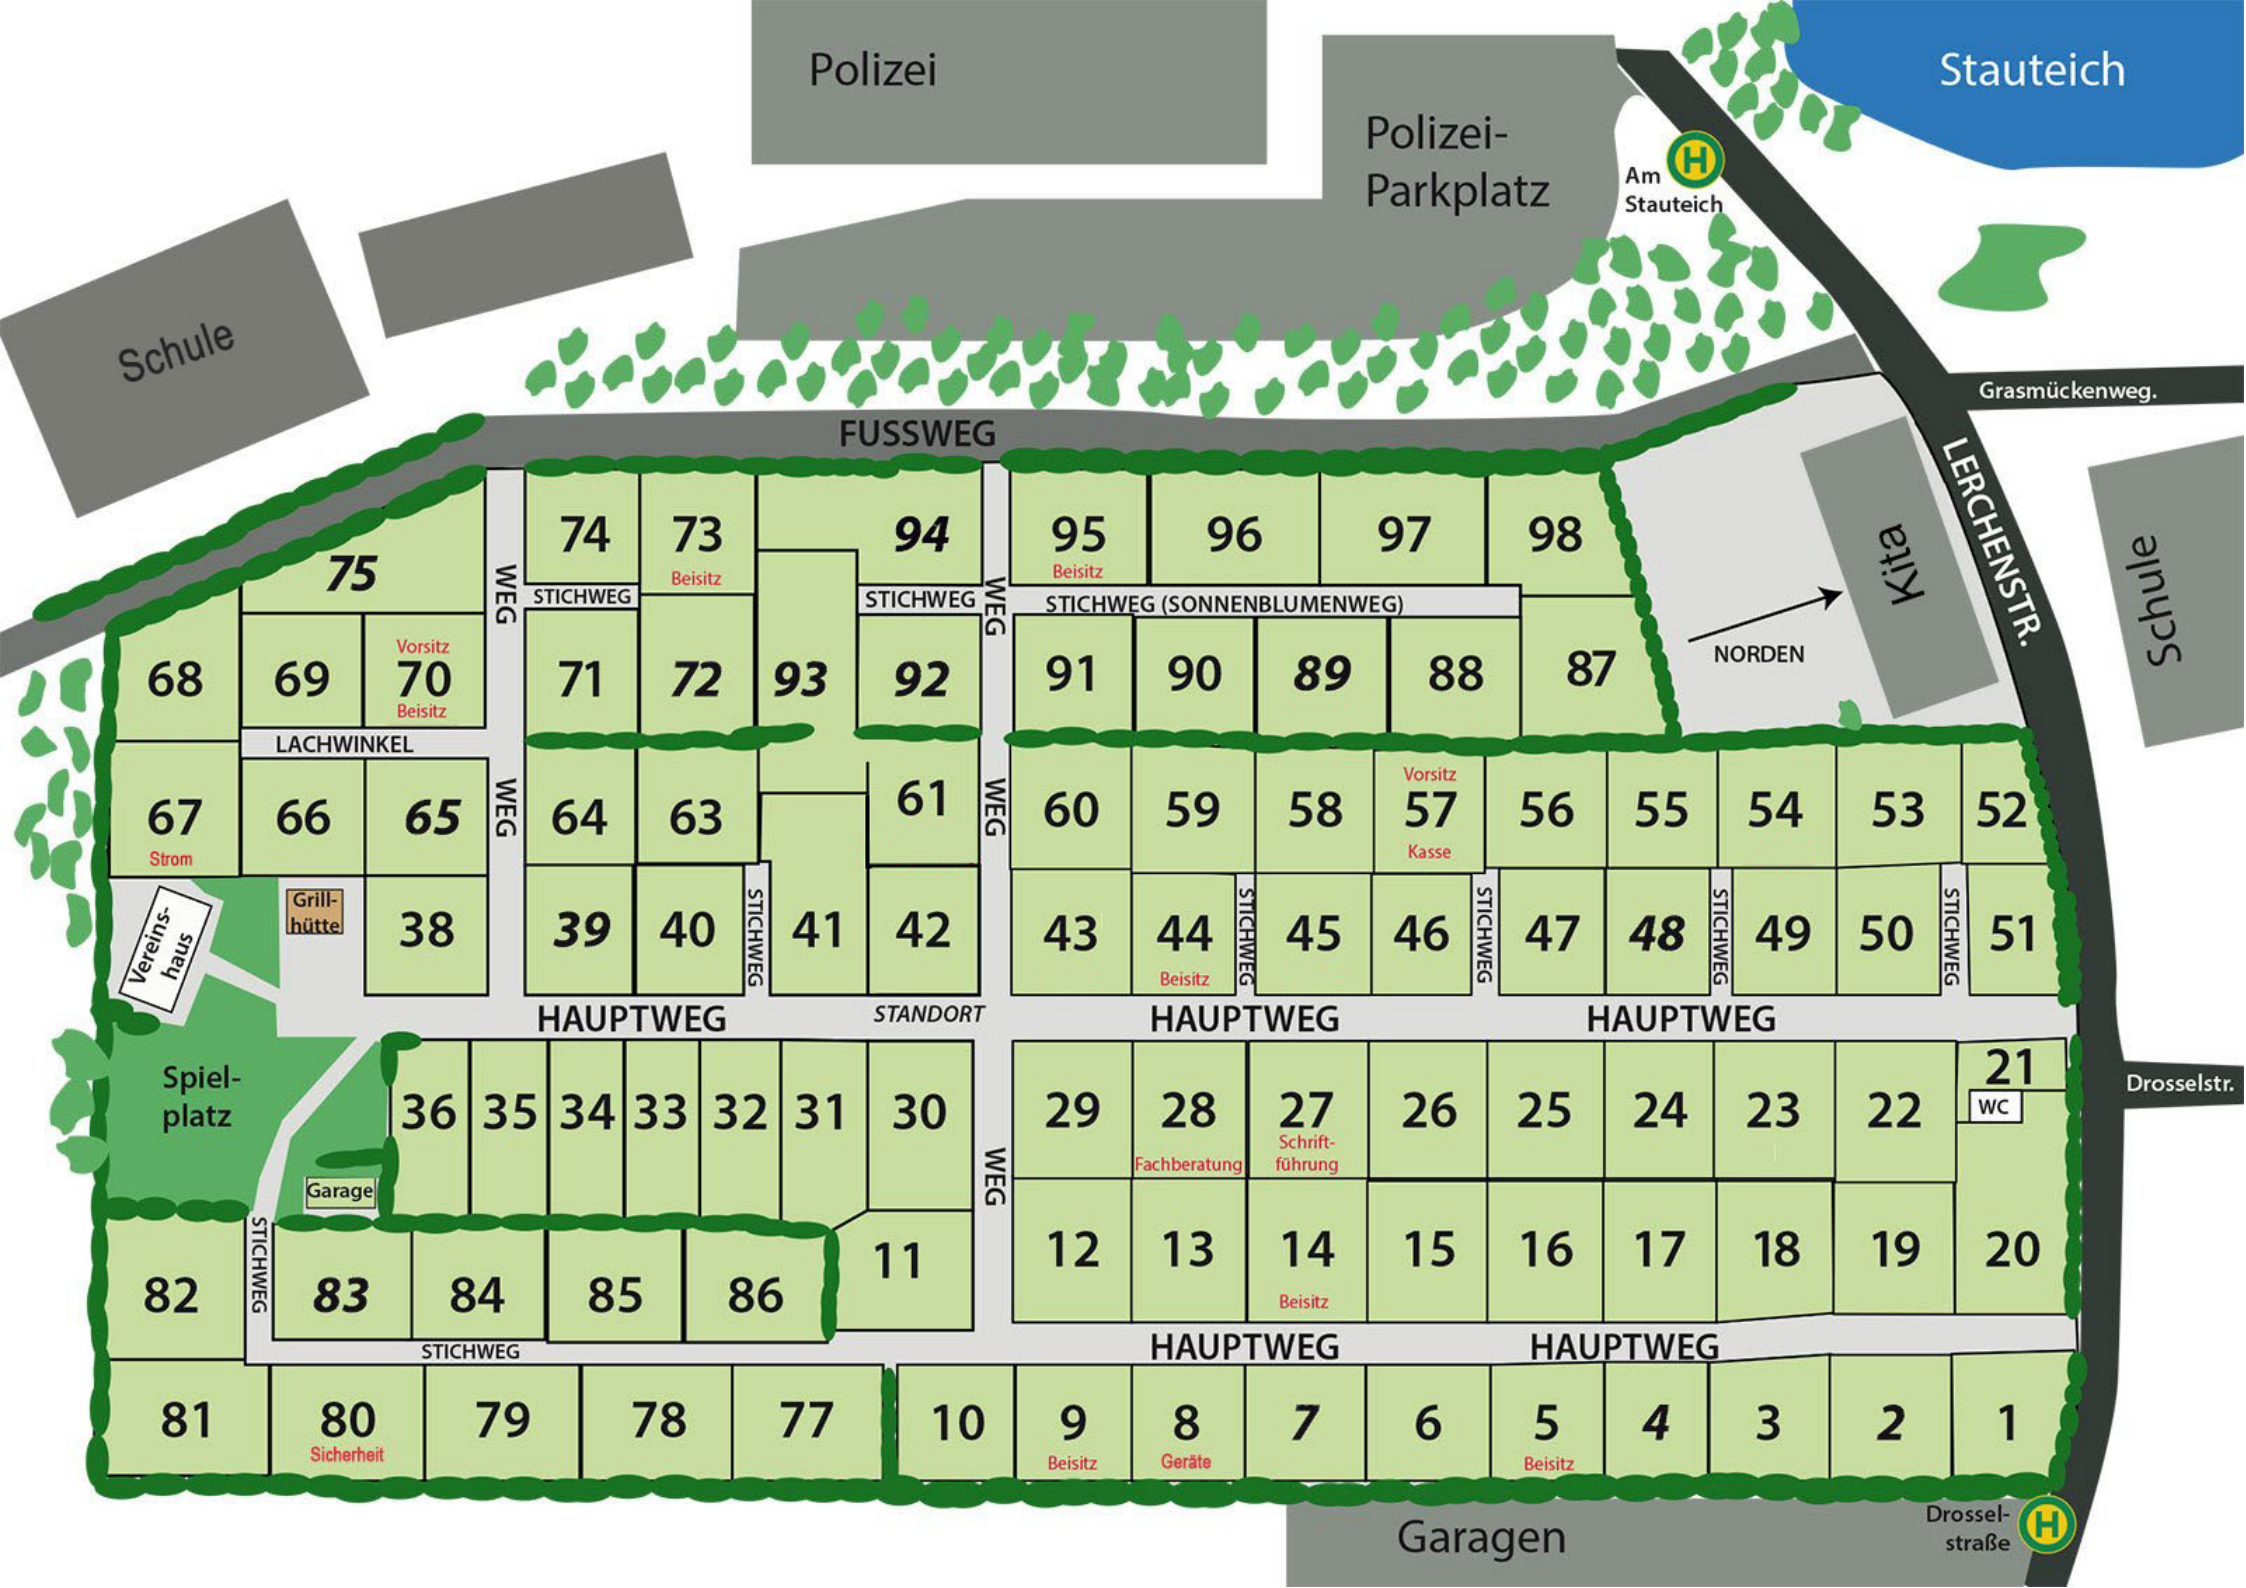 Polizei
Stauteich
Polizei-
Parkplatz
H
Am
Stauteich
Schule
Grasmückenweg.
FUSSWEG
LERCHENSTR.
Kita
Schule
NORDEN
74
73
Beisitz
94
95
Beisitz
96
97
98
75
WEG
STICHWEG
STICHWEG
WEG
STICHWEG (SONNENBLUMENWEG)
68
69
Vorsitz
70
Beisitz
71
72
93
92
91
90
89
88
87
LACHWINKEL
67
Strom
66
65
WEG
64
63
61
WEG
60
59
58
Vorsitz
57
Kasse
56
55
54
53
52
Vereins-
haus
Grill-
hütte
38
39
40
STICHWEG
41
42
43
44
Beisitz
STICHWEG
45
46
STICHWEG
47
48
STICHWEG
49
50
STICHWEG
51
HAUPTWEG
STANDORT
HAUPTWEG
HAUPTWEG
Spiel-
platz
Garage
36
35
34
33
32
31
30
WEG
29
28
Fachberatung
27
Schrift-
führung
26
25
24
23
22
21
WC
Drosselstr.
82
STICHWEG
83
84
85
86
11
12
13
14
Beisitz
15
16
17
18
19
20
STICHWEG
HAUPTWEG
HAUPTWEG
81
80
Sicherheit
79
78
77
10
9
Beisitz
8
Geräte
7
6
5
Beisitz
4
3
2
1
Garagen
Drossel-
straße
H